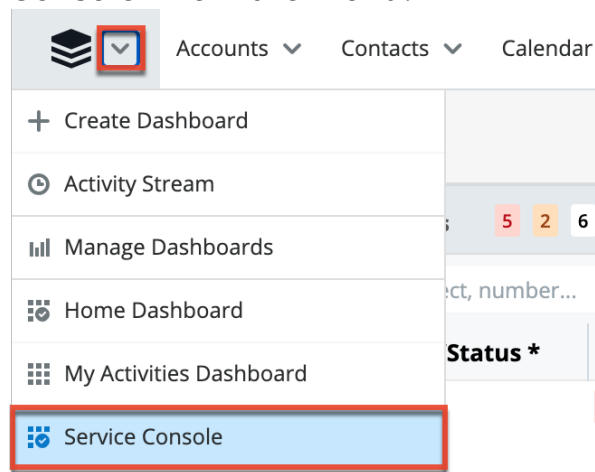 Accounts Contacts Calendar
Create Dashboard
Activity Stream
5 2 6
Manage Dashboards
ect, number...
Home Dashboard
Status *
My Activities Dashboard
Service Console